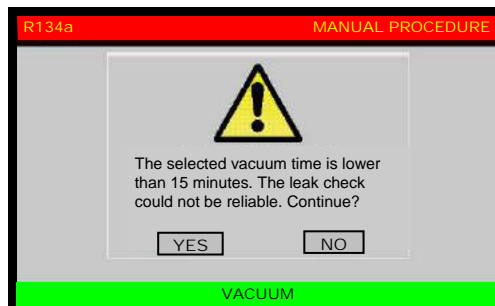 R134a MANUAL PROCEDURE
The selected vacuum time is lower
than 15 minutes. The leak check
could not be reliable. Continue?
YES NO
VACUUM